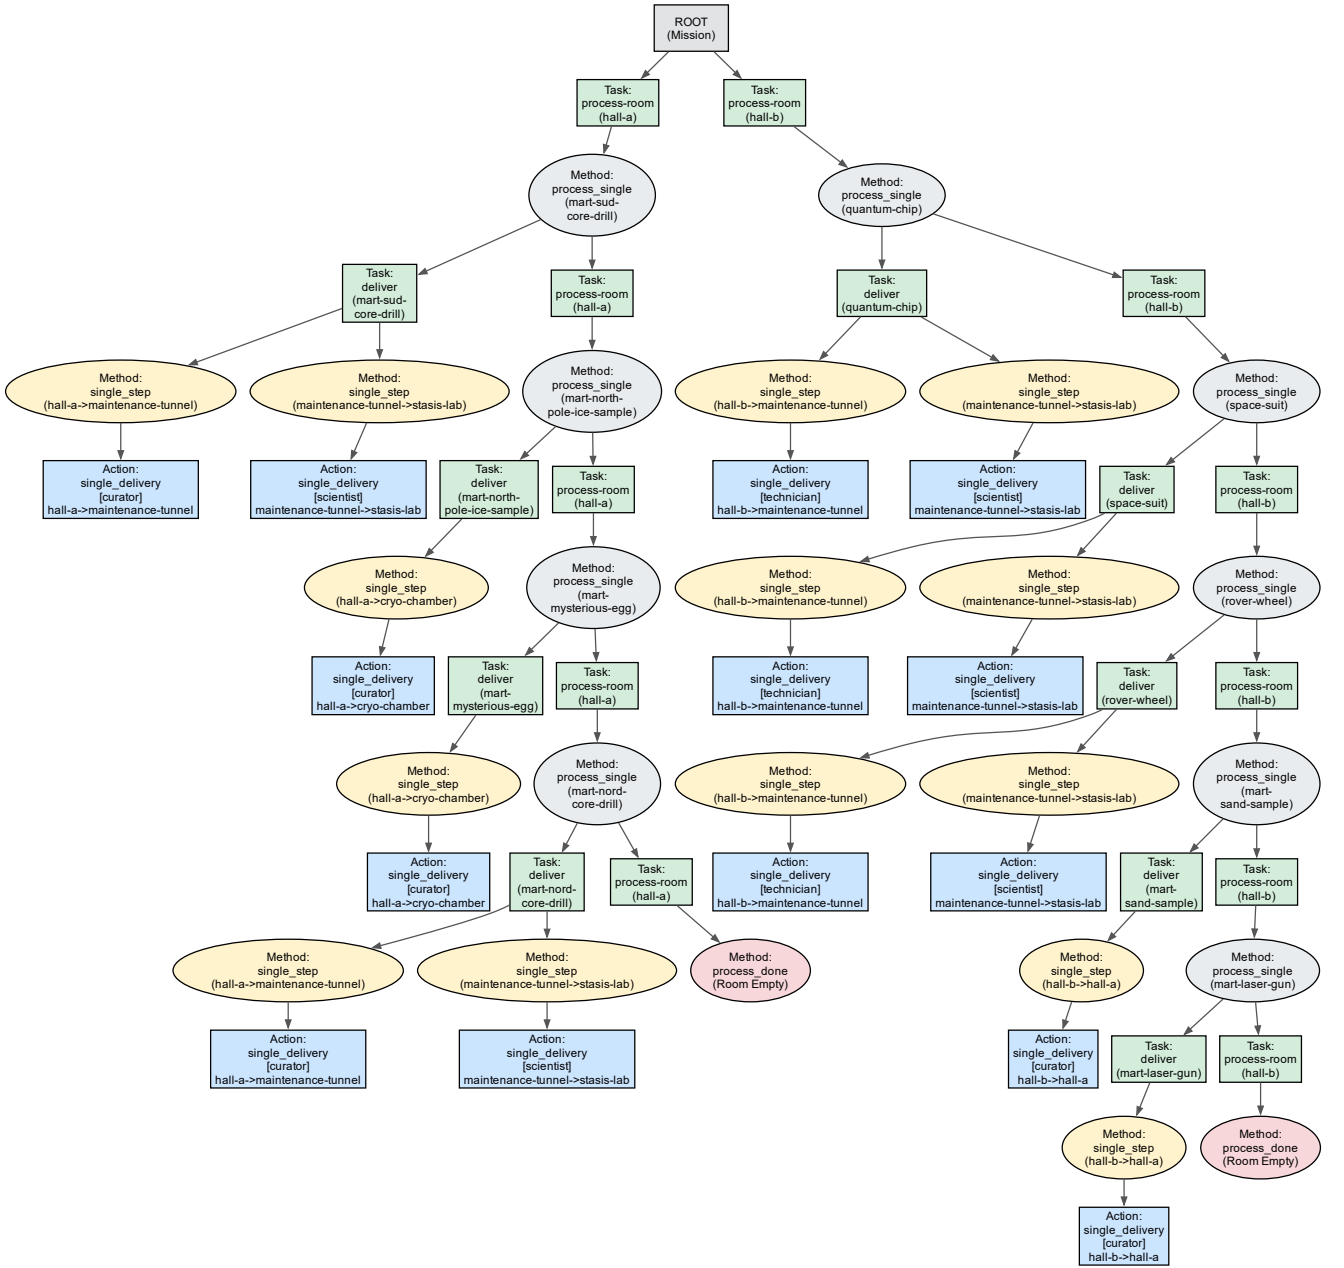 ROOT
(Mission)
Task:
process-room
(hall-a)
Task:
process-room
(hall-b)
Method:
process_single
(mart-sud-
core-drill)
Method:
process_single
(quantum-chip)
Task:
deliver
(mart-sud-
core-drill)
Task:
process-room
(hall-a)
Task:
deliver
(quantum-chip)
Task:
process-room
(hall-b)
Method:
single_step
(hall-a->maintenance-tunnel)
Method:
single_step
(maintenance-tunnel->stasis-lab)
Method:
process_single
(mart-north-
pole-ice-sample)
Method:
single_step
(hall-b->maintenance-tunnel)
Method:
single_step
(maintenance-tunnel->stasis-lab)
Method:
process_single
(space-suit)
Action:
single_delivery
[curator]
hall-a->maintenance-tunnel
Action:
single_delivery
[scientist]
maintenance-tunnel->stasis-lab
Task:
deliver
(mart-north-
pole-ice-sample)
Task:
process-room
(hall-a)
Action:
single_delivery
[technician]
hall-b->maintenance-tunnel
Action:
single_delivery
[scientist]
maintenance-tunnel->stasis-lab
Task:
deliver
(space-suit)
Task:
process-room
(hall-b)
Method:
single_step
(hall-a->cryo-chamber)
Method:
process_single
(mart-
mysterious-egg)
Method:
single_step
(hall-b->maintenance-tunnel)
Method:
single_step
(maintenance-tunnel->stasis-lab)
Method:
process_single
(rover-wheel)
Action:
single_delivery
[curator]
hall-a->cryo-chamber
Task:
deliver
(mart-
mysterious-egg)
Task:
process-room
(hall-a)
Action:
single_delivery
[technician]
hall-b->maintenance-tunnel
Action:
single_delivery
[scientist]
maintenance-tunnel->stasis-lab
Task:
deliver
(rover-wheel)
Task:
process-room
(hall-b)
Method:
single_step
(hall-a->cryo-chamber)
Method:
process_single
(mart-nord-
core-drill)
Method:
single_step
(hall-b->maintenance-tunnel)
Method:
single_step
(maintenance-tunnel->stasis-lab)
Method:
process_single
(mart-
sand-sample)
Action:
single_delivery
[curator]
hall-a->cryo-chamber
Task:
deliver
(mart-nord-
core-drill)
Task:
process-room
(hall-a)
Action:
single_delivery
[technician]
hall-b->maintenance-tunnel
Action:
single_delivery
[scientist]
maintenance-tunnel->stasis-lab
Task:
deliver
(mart-
sand-sample)
Task:
process-room
(hall-b)
Method:
single_step
(hall-a->maintenance-tunnel)
Method:
single_step
(maintenance-tunnel->stasis-lab)
Method:
process_done
(Room Empty)
Method:
single_step
(hall-b->hall-a)
Method:
process_single
(mart-laser-gun)
Action:
single_delivery
[curator]
hall-a->maintenance-tunnel
Action:
single_delivery
[scientist]
maintenance-tunnel->stasis-lab
Action:
single_delivery
[curator]
hall-b->hall-a
Task:
deliver
(mart-laser-gun)
Task:
process-room
(hall-b)
Method:
single_step
(hall-b->hall-a)
Method:
process_done
(Room Empty)
Action:
single_delivery
[curator]
hall-b->hall-a